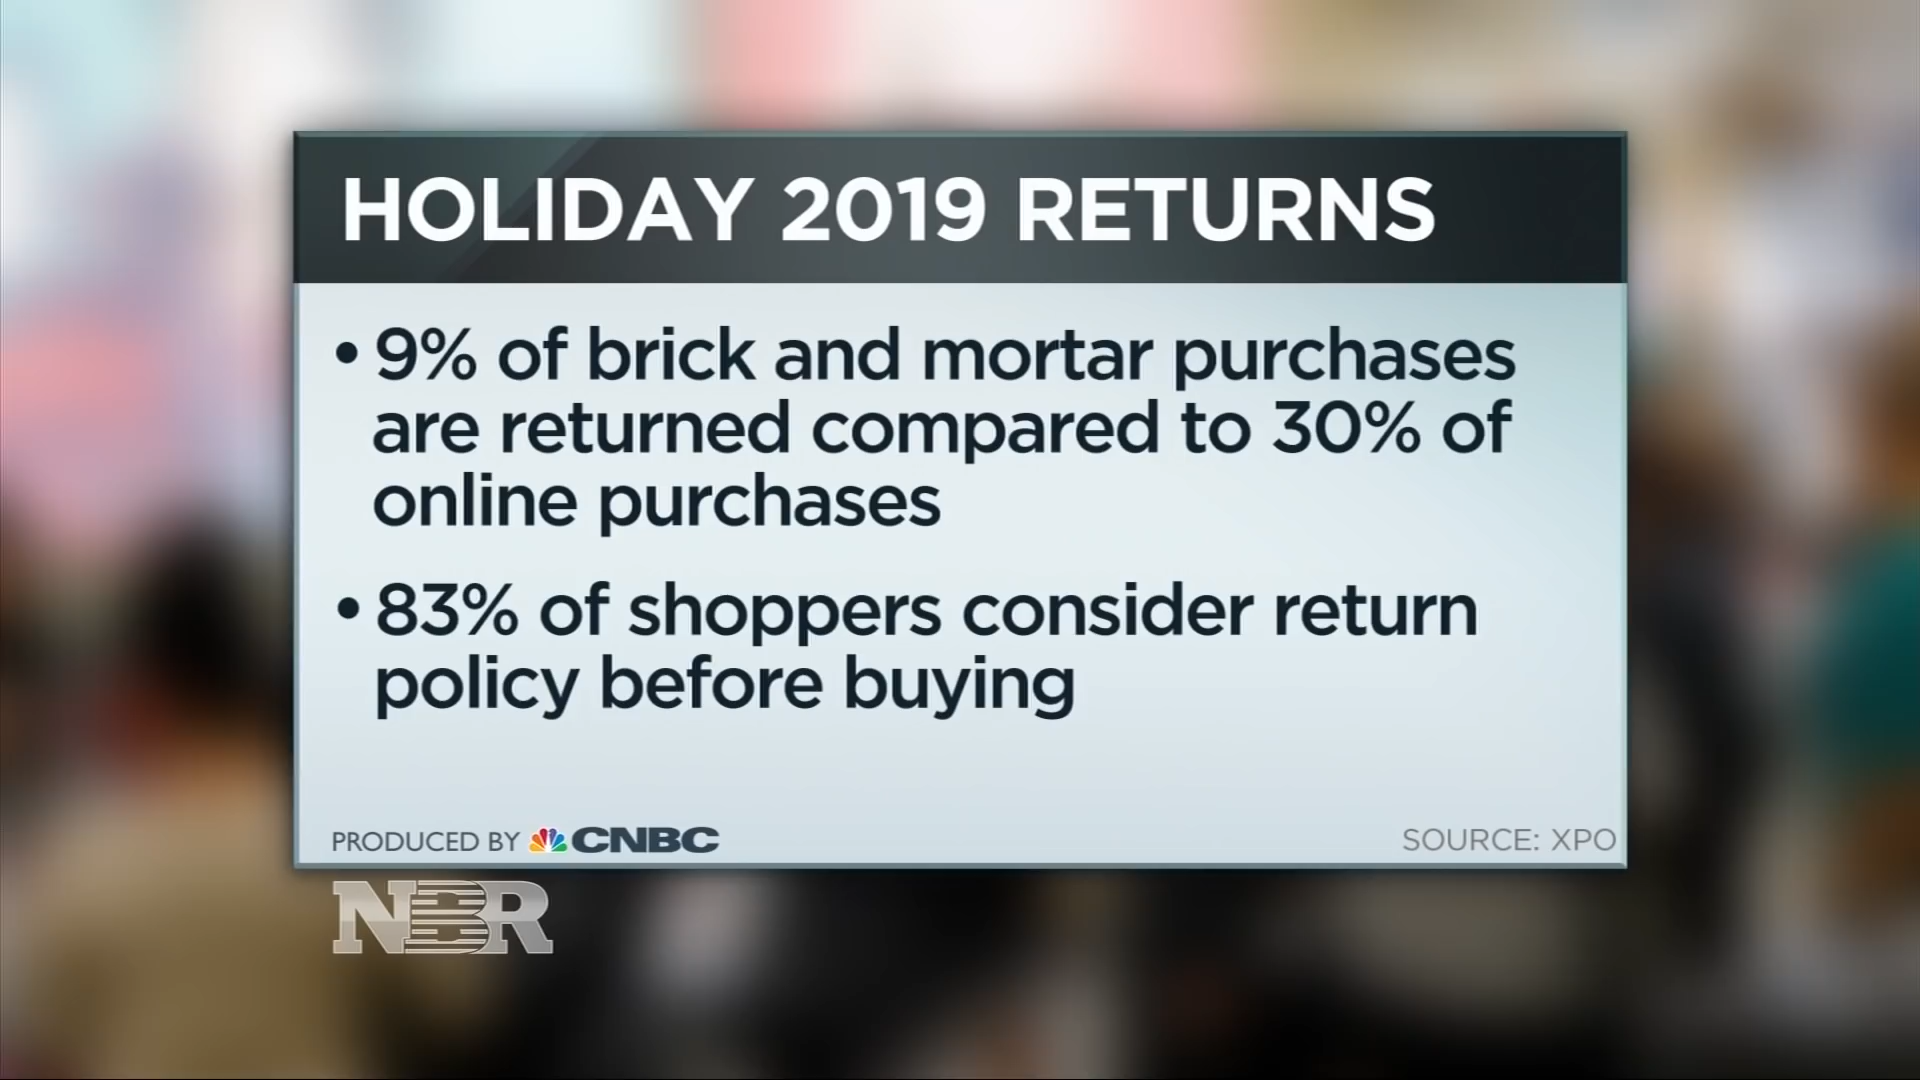 HOLIDAY 2019 RETURNS
• 9% of brick and mortar purchases
are returned compared to 30% of
online purchases
• 83% of shoppers consider return
policy before buying
PRODUCED BY CNBC
SOURCE: XPO
NBR